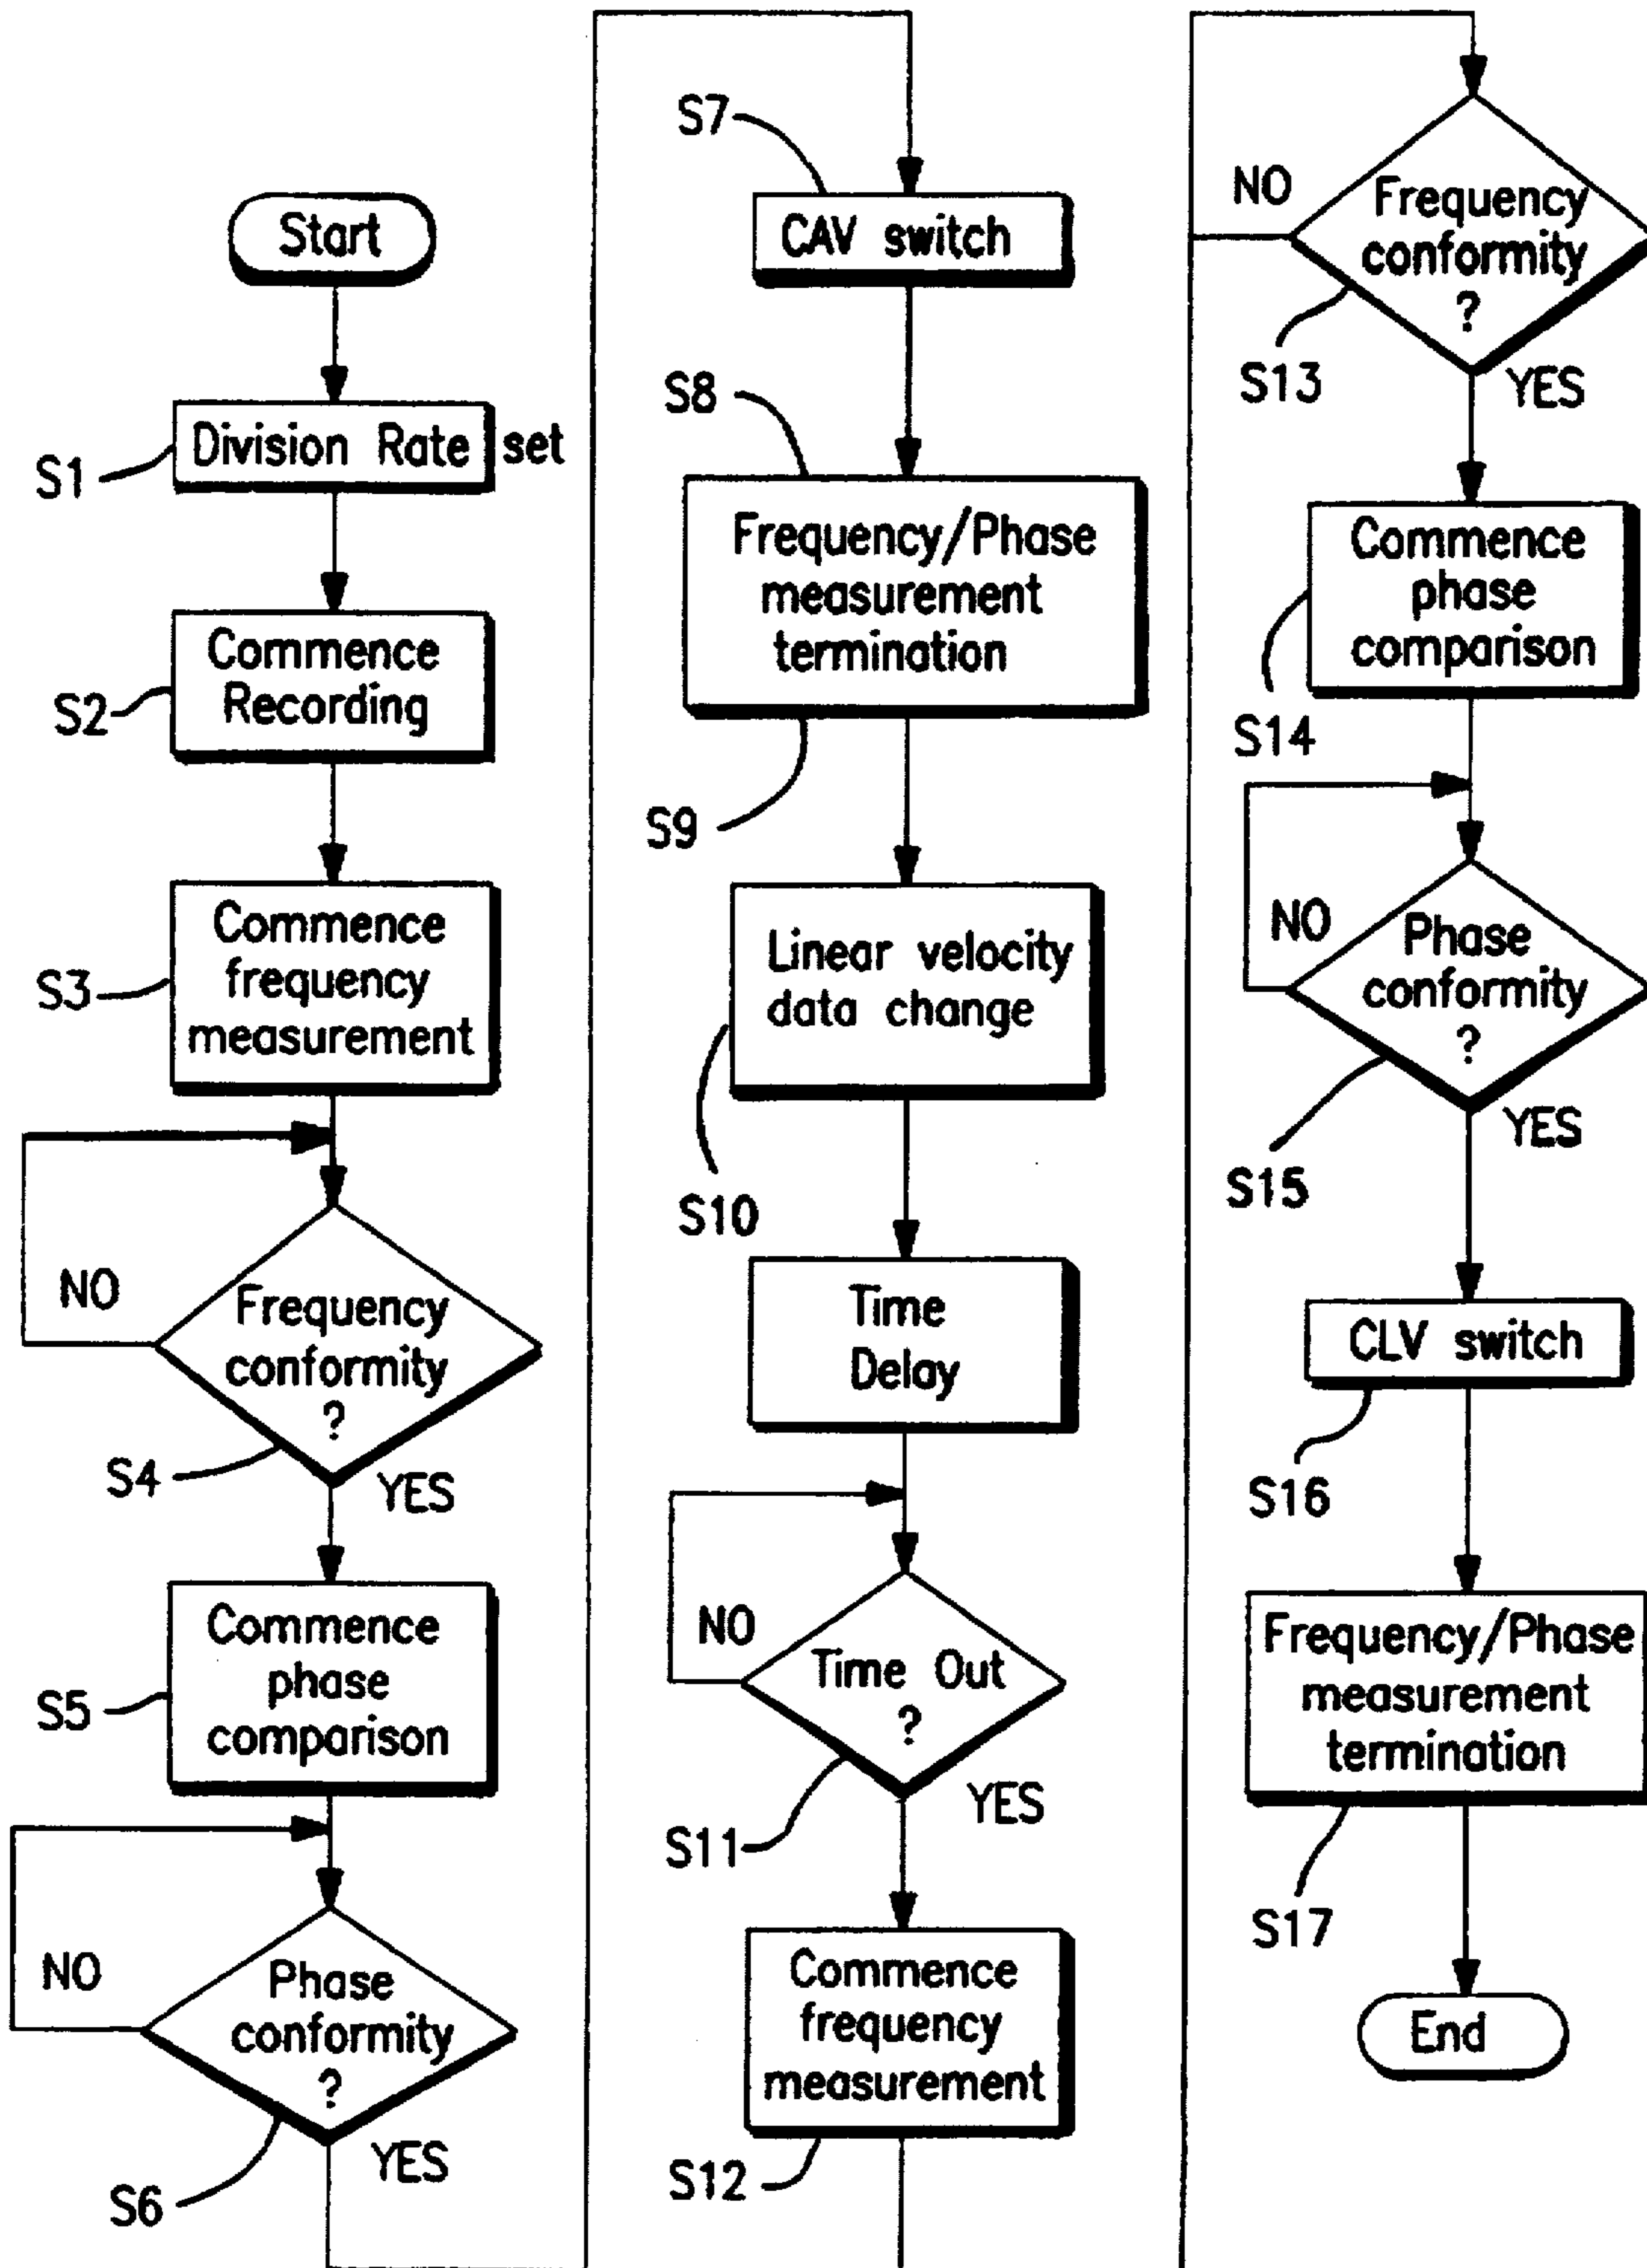 Start
S1
Division Rate set
S2
Commence
Recording
S3
Commence
frequency
measurement
NO
Frequency
conformity
?
S4
YES
S5
Commence
phase
comparison
NO
Phase
conformity
?
S6
YES
S7
CAV switch
S8
Frequency/Phase
measurement
termination
S9
Linear velocity
data change
S10
Time
Delay
NO
Time Out
?
S11
YES
Commence
frequency
measurement
S12
NO
Frequency
conformity
?
S13
YES
Commence
phase
comparison
S14
NO
Phase
conformity
?
S15
YES
CLV switch
S16
Frequency/Phase
measurement
termination
S17
End